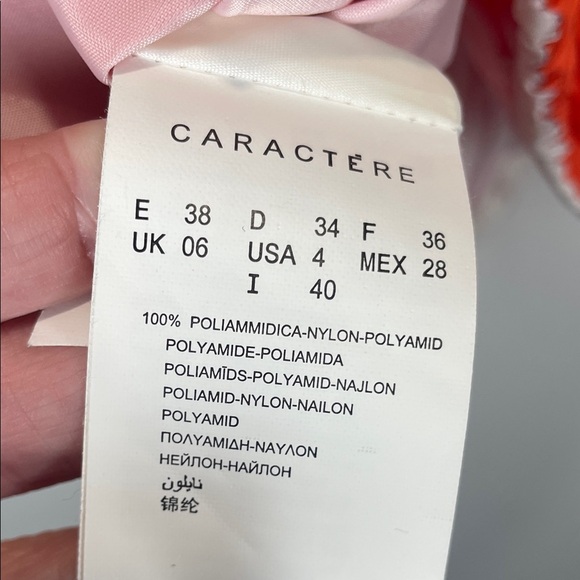 CARACTÈRE
E 38 D 34 F 36
UK 06 USA 4 MEX 28
I 40
100% POLIAMMIDICA-NYLON-POLYAMID
POLYAMIDE-POLIAMIDA
POLIAMĪDS-POLYAMID-NAJLON
POLIAMID-NYLON-NAILON
POLYAMID
ΠΟΛΥΑΜΙΔΗ-ΝΑΥΛΟΝ
НЕЙЛОН-НАЙЛОН
نايلون
锦纶